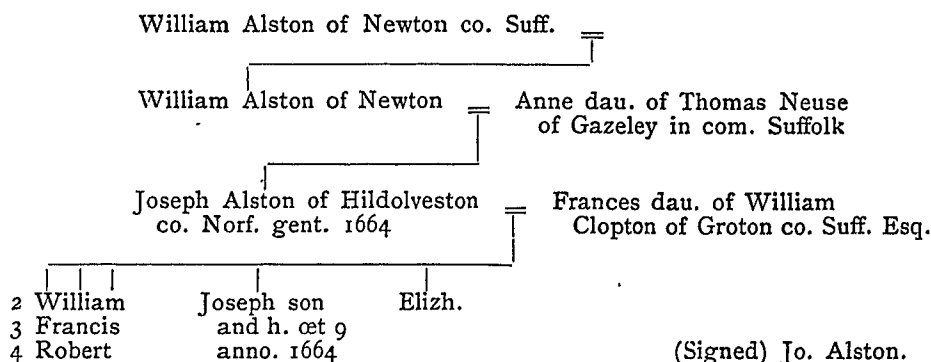 William Alston of Newton co. Suff.
William Alston of Newton = Anne dau. of Thomas Neuse
of Gazeley in com. Suffolk
Joseph Alston of Hildolveston = Frances dau. of William
co. Norf. gent. 1664 Clopton of Groton co. Suff. Esq.
2 William Joseph son Elizh.
3 Francis and h. œt 9
4 Robert anno. 1664 (Signed) Jo. Alston.